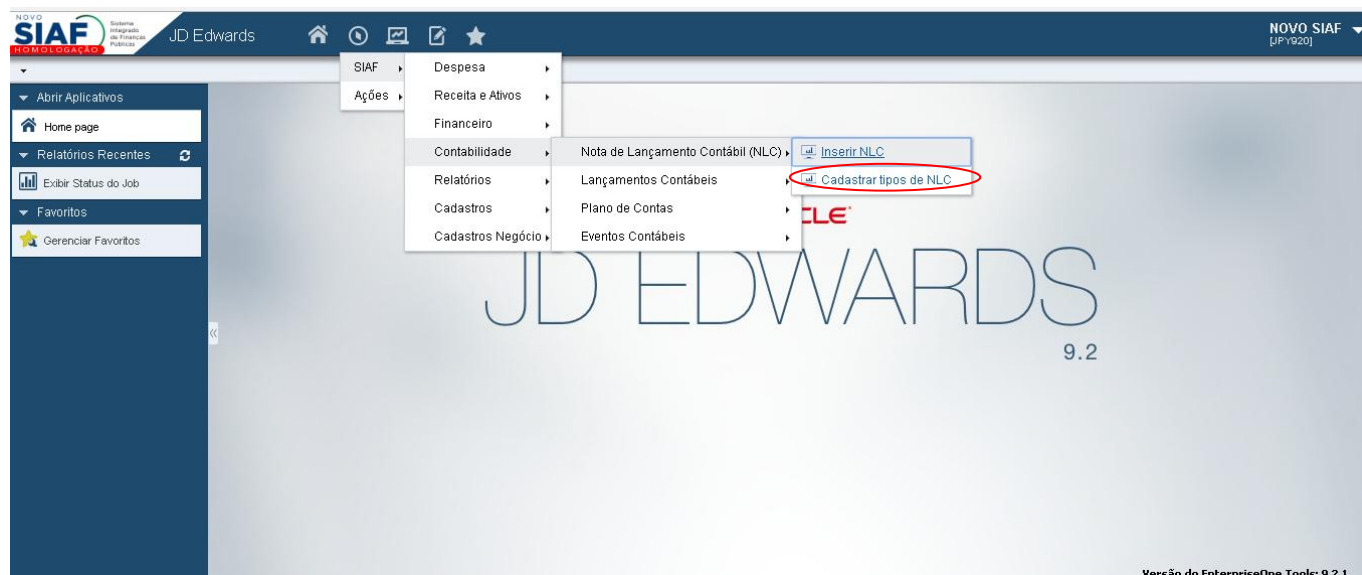 NOVO
SIAF
HOMOLOGAÇÃO
Sistema
Integrado
de Finanças
Públicas
JD Edwards
NOVO SIAF
[JPY920]
SIAF
Ações
Despesa
Receita e Ativos
Financeiro
Contabilidade
Relatórios
Cadastros
Cadastros Negócio
Nota de Lançamento Contábil (NLC)
Lançamentos Contábeis
Plano de Contas
Eventos Contábeis
Inserir NLC
Cadastrar tipos de NLC
Abrir Aplicativos
Home page
Relatórios Recentes
Exibir Status do Job
Favoritos
Gerenciar Favoritos
CLE
JD EDWARDS
9.2
Versão do EnterpriseOne Tools: 9.2.1